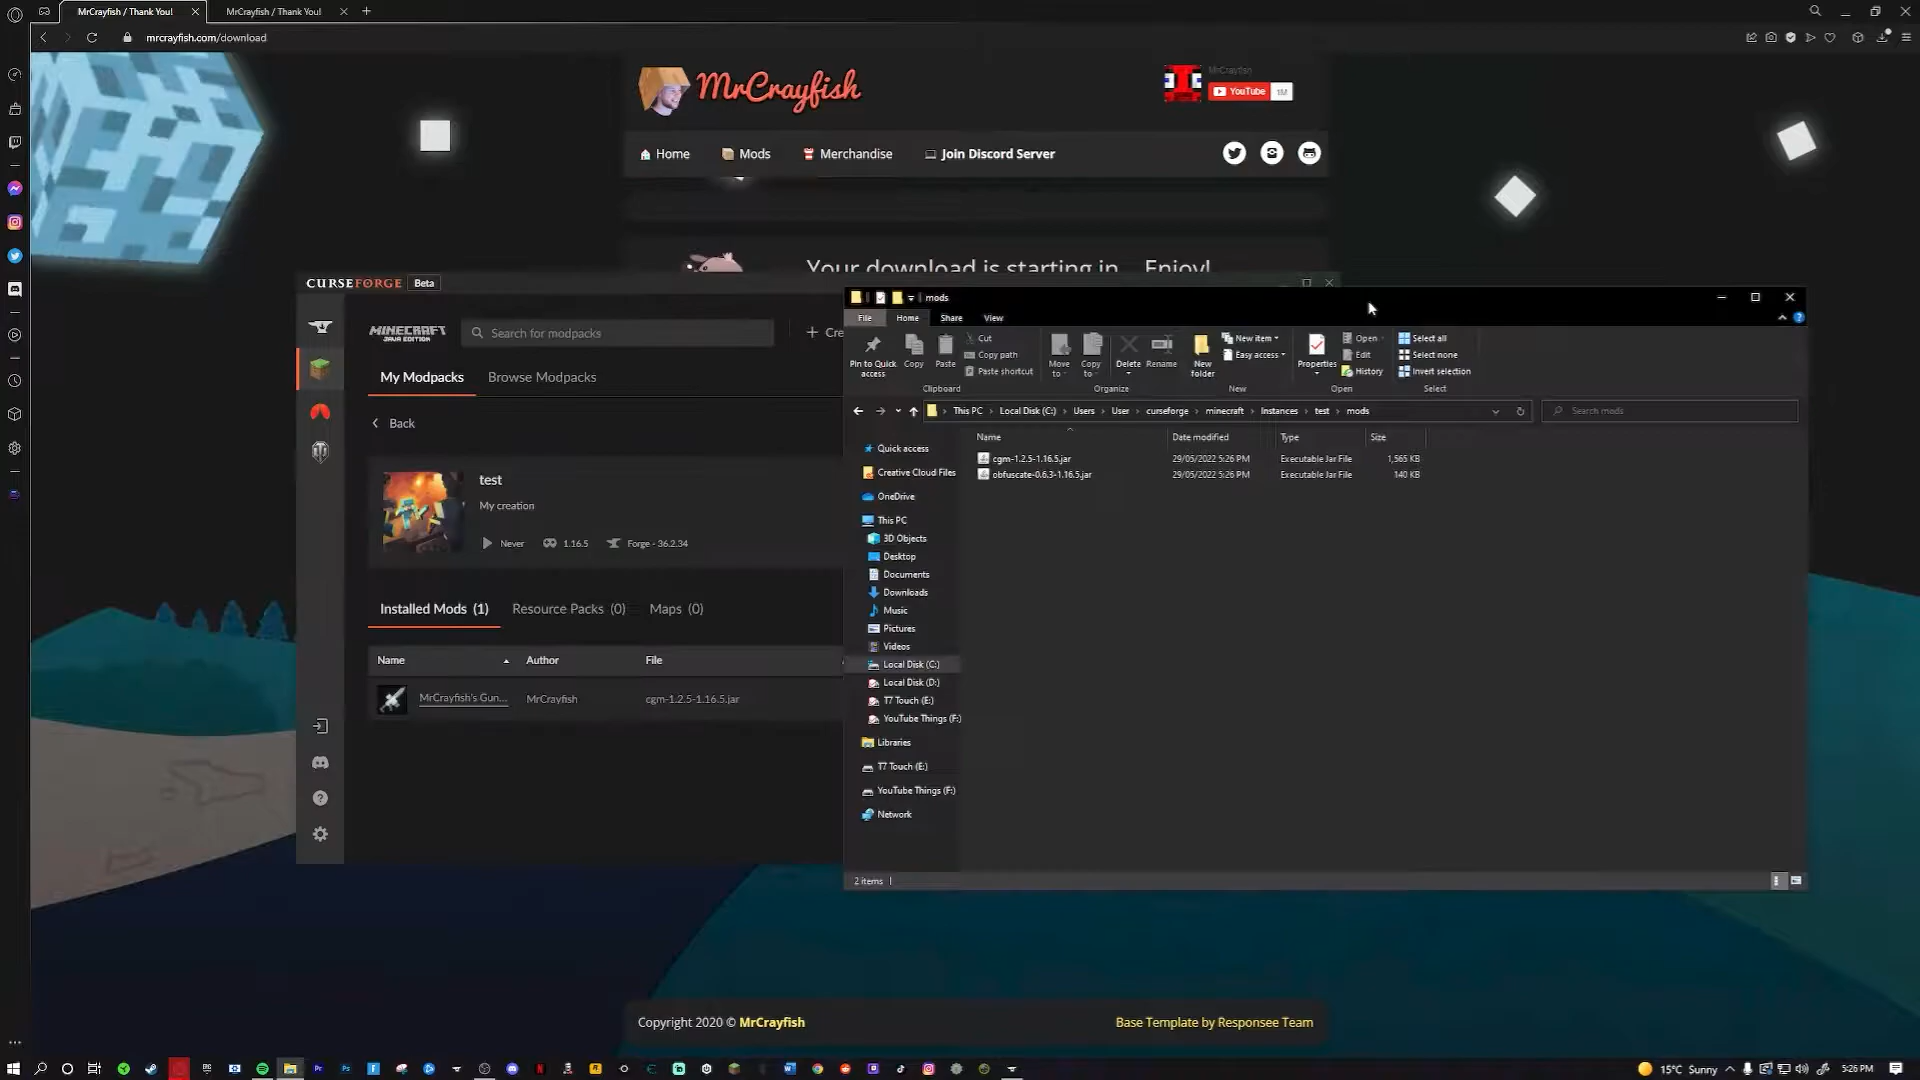 MrCrayfish / Thank You!
MrCrayfish / Thank You!
mrcrayfish.com/download
MrCrayfish
MrCrayfish
YouTube 1M
Home
Mods
Merchandise
Join Discord Server
Your download is starting in... Enjoy!
CURSEFORGE Beta
MINECRAFT
JAVA EDITION
Search for modpacks
Cre
My Modpacks
Browse Modpacks
Back
test
My creation
Never
1.16.5
Forge - 36.2.34
Installed Mods (1)
Resource Packs (0)
Maps (0)
Name
Author
File
MrCrayfish's Gun...
MrCrayfish
cgm-1.2.5-1.16.5.jar
mods
File
Home
Share
View
Pin to Quick access
Copy
Paste
Cut
Copy path
Paste shortcut
Clipboard
Move to
Copy to
Delete
Rename
Organize
New folder
New item
Easy access
New
Properties
Open
Edit
History
Open
Select all
Select none
Invert selection
Select
This PC
Local Disk (C:)
Users
User
curseforge
minecraft
Instances
test
mods
Search mods
Name
Date modified
Type
Size
cgm-1.2.5-1.16.5.jar
29/05/2022 5:26 PM
Executable Jar File
1,565 KB
obfuscate-0.6.3-1.16.5.jar
29/05/2022 5:26 PM
Executable Jar File
140 KB
Quick access
Creative Cloud Files
OneDrive
This PC
3D Objects
Desktop
Documents
Downloads
Music
Pictures
Videos
Local Disk (C:)
Local Disk (D:)
T7 Touch (E:)
YouTube Things (F:)
Libraries
T7 Touch (E:)
YouTube Things (F:)
Network
2 items
Copyright 2020 © MrCrayfish
Base Template by Responsee Team
15°C Sunny
5:26 PM